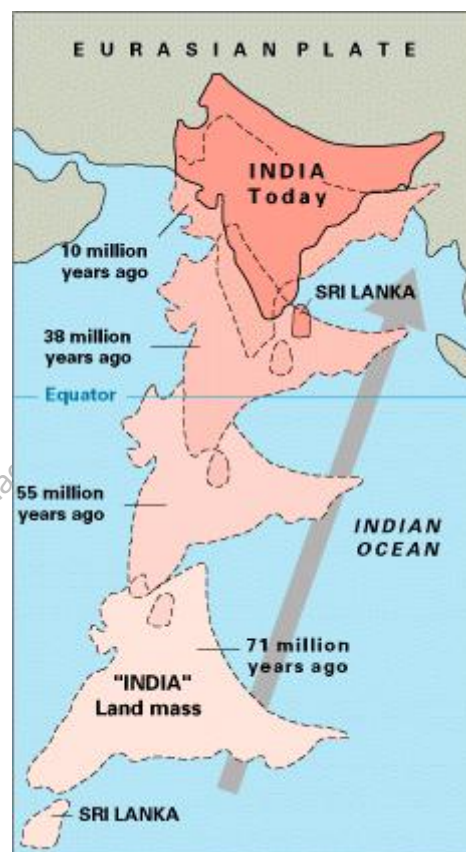 EURASIAN PLATE
INDIA
Today
10 million
years ago
SRI LANKA
38 million
years ago
Equator
55 million
years ago
INDIAN
OCEAN
71 million
years ago
"INDIA"
Land mass
SRI LANKA